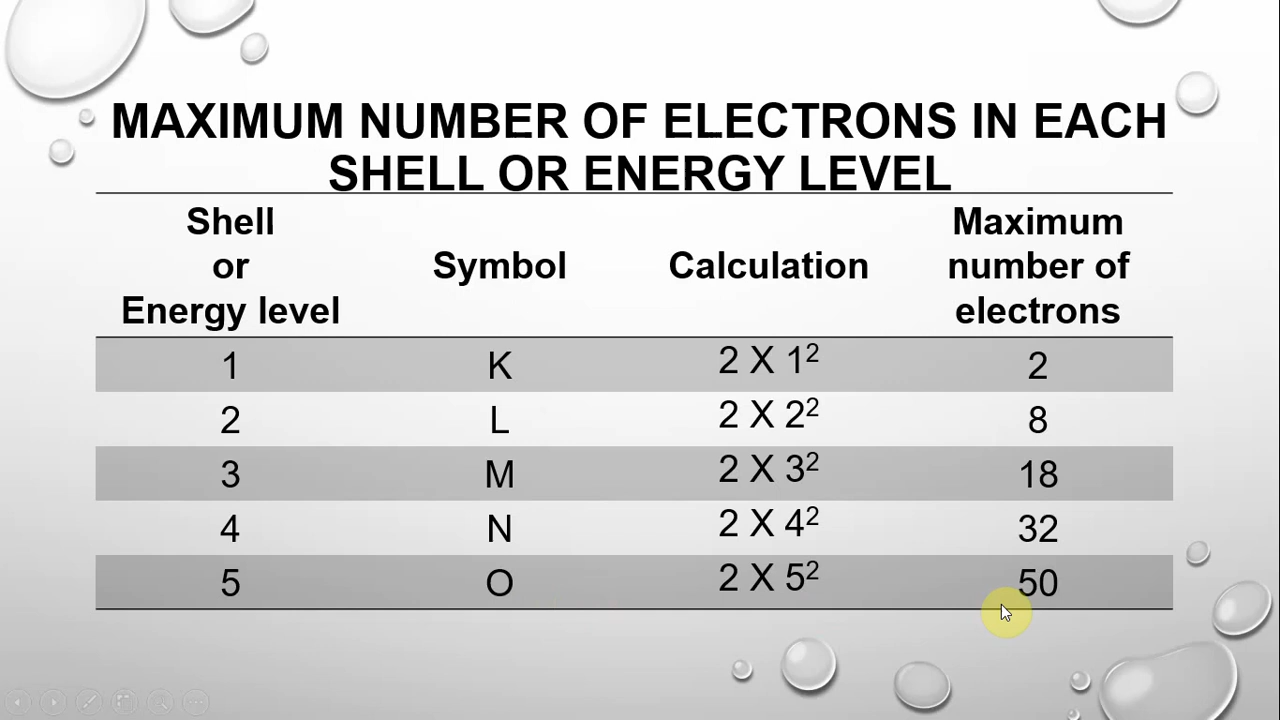 MAXIMUM NUMBER OF ELECTRONS IN EACH
SHELL OR ENERGY LEVEL
Shell
or
Energy level
Symbol
Calculation
Maximum
number of
electrons
1 K 2 X 1² 2
2 L 2 X 2² 8
3 M 2 X 3² 18
4 N 2 X 4² 32
5 O 2 X 5² 50